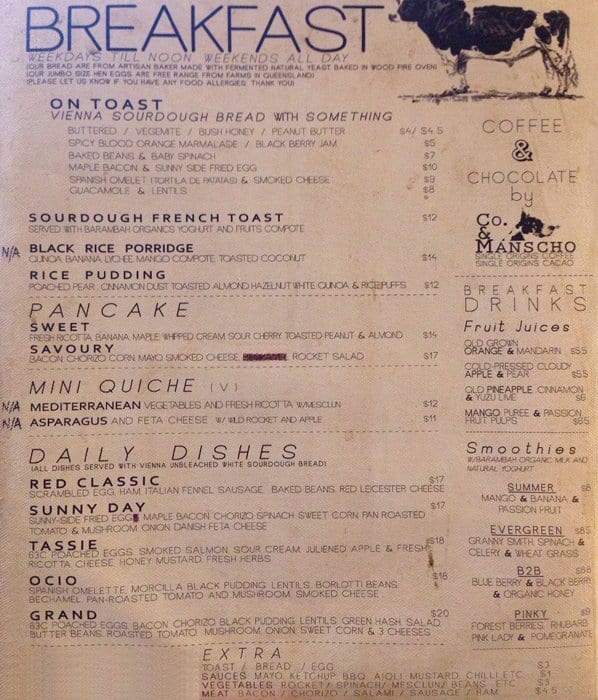 BREAKFAST
WEEKDAYS TILL NOON WEEKENDS ALL DAY
(OUR BREAD ARE FROM ARTISAN BAKER MADE WITH FERMENTED NATURAL YEAST BAKED IN WOOD FIRE OVEN)
(OUR JUMBO SIZE HEN EGGS ARE FREE RANGE FROM FARMS IN QUEENSLAND)
(PLEASE LET US KNOW IF YOU HAVE ANY FOOD ALLERGIES THANK YOU)
ON TOAST
VIENNA SOURDOUGH BREAD WITH SOMETHING
BUTTERED / VEGEMITE / BUSH HONEY / PEANUT BUTTER $4/ $4.5
SPICY BLOOD ORANGE MARMALADE / BLACK BERRY JAM $5
BAKED BEANS & BABY SPINACH $7
MAPLE BACON & SUNNY SIDE FRIED EGG $10
SPANISH OMELET (TORTILA DE PATATAS) & SMOKED CHEESE $9
GUACAMOLE & LENTILS $8
SOURDOUGH FRENCH TOAST $12
SERVED WITH BARAMBAH ORGANICS YOGHURT AND FRUITS COMPOTE
N/A BLACK RICE PORRIDGE
QUINOA BANANA LYCHEE MANGO COMPOTE TOASTED COCONUT $14
RICE PUDDING
POACHED PEAR CINNAMON DUST TOASTED ALMOND HAZELNUT WHITE QUINOA & RICE PUFFS $12
PANCAKE
SWEET
FRESH RICOTTA BANANA MAPLE WHIPPED CREAM SOUR CHERRY TOASTED PEANUT & ALMOND $14
SAVOURY
BACON CHORIZO CORN MAYO SMOKED CHEESE ROCKET SALAD $17
MINI QUICHE (V)
N/A MEDITERRANEAN VEGETABLES AND FRESH RICOTTA W/MESCLUN $12
N/A ASPARAGUS AND FETA CHEESE W/ WILD ROCKET AND APPLE $11
DAILY DISHES
(ALL DISHES SERVED WITH VIENNA UNBLEACHED WHITE SOURDOUGH BREAD)
RED CLASSIC $17
SCRAMBLED EGG HAM ITALIAN FENNEL SAUSAGE BAKED BEANS RED LEICESTER CHEESE
SUNNY DAY $17
SUNNY-SIDE FRIED EGG MAPLE BACON CHORIZO SPINACH SWEET CORN PAN ROASTED
TOMATO & MUSHROOM ONION DANISH FETA CHEESE
TASSIE $18
63C POACHED EGGS SMOKED SALMON SOUR CREAM JULIENED APPLE & FRESH
RICOTTA CHEESE HONEY MUSTARD FRESH HERBS
OCIO $18
SPANISH OMELETTE MORCILLA BLACK PUDDING LENTILS BORLOTTI BEANS
BECHAMEL PAN-ROASTED TOMATO AND MUSHROOM SMOKED CHEESE
GRAND $20
63C POACHED EGGS BACON CHORIZO BLACK PUDDING LENTILS GREEN HASH SALAD
BUTTER BEANS ROASTED TOMATO MUSHROOM ONION SWEET CORN & 3 CHEESES
EXTRA
TOAST / BREAD / EGG $3
SAUCES MAYO KETCHUP BBQ AIOLI MUSTARD CHILLI ETC $1
VEGETABLES ROCKET/ SPINACH/ MESCLUN/ BEANS ETC $3
MEAT BACON / CHORIZO / SALAMI / SAUSAGE / HAM $4.5
COFFEE
&
CHOCOLATE
by
Co.
& MANSCHO
SINGLE ORIGINS COFFEE
SINGLE ORIGINS CACAO
BREAKFAST
DRINKS
Fruit Juices
OLD GROWN
ORANGE & MANDARIN $5.5
COLD-PRESSED CLOUDY
APPLE & PEAR $5.5
OLD PINEAPPLE CINNAMON
& YUZU LIME $6
MANGO PUREE & PASSION
FRUIT PULPS $6.5
Smoothies
W/BARAMBAH ORGANIC MILK AND
NATURAL YOGHURT
SUMMER $8
MANGO & BANANA &
PASSION FRUIT
EVERGREEN $8.5
GRANNY SMITH SPINACH &
CELERY & WHEAT GRASS
B2B $8.8
BLUE BERRY & BLACK BERRY
& ORGANIC HONEY
PINKY $9
FOREST BERRIES RHUBARB
PINK LADY & POMEGRANATE